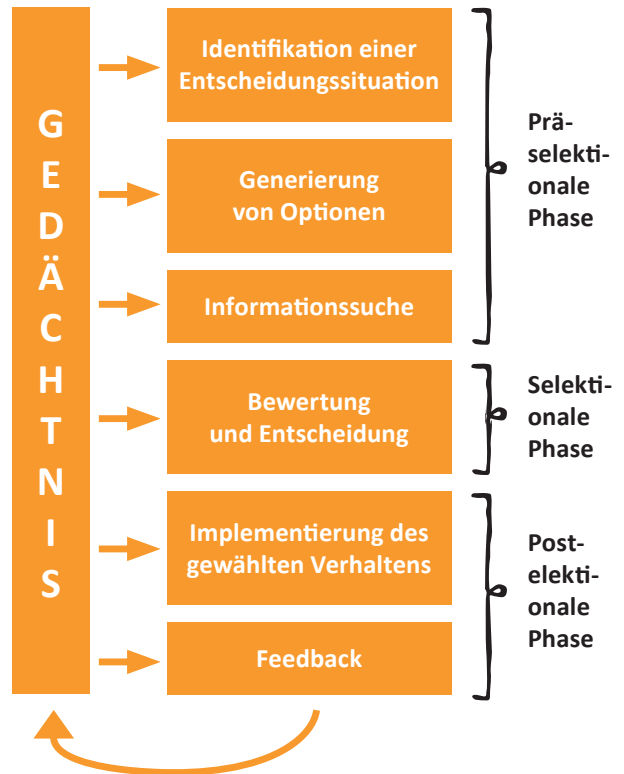 GEDÄCHTNIS
Identifikation einer
Entscheidungssituation
Generierung
von Optionen
Informationssuche
Prä-
selekti-
onale
Phase
Bewertung
und Entscheidung
Selekti-
onale
Phase
Implementierung des
gewählten Verhaltens
Feedback
Post-
elekti-
onale
Phase